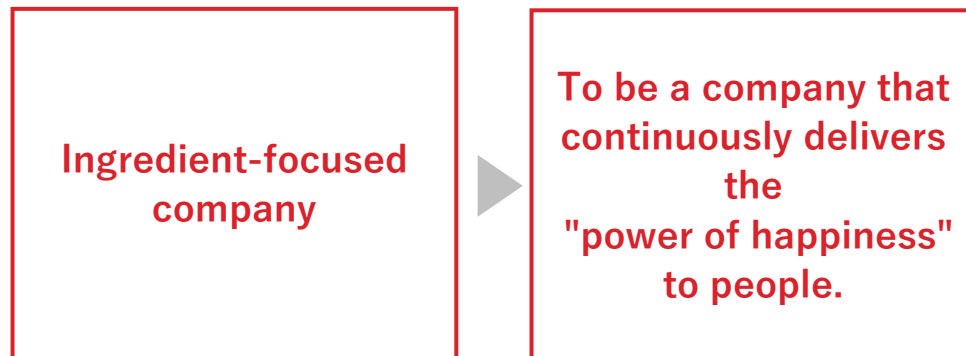 Ingredient-focused
company
To be a company that
continuously delivers
the
"power of happiness"
to people.